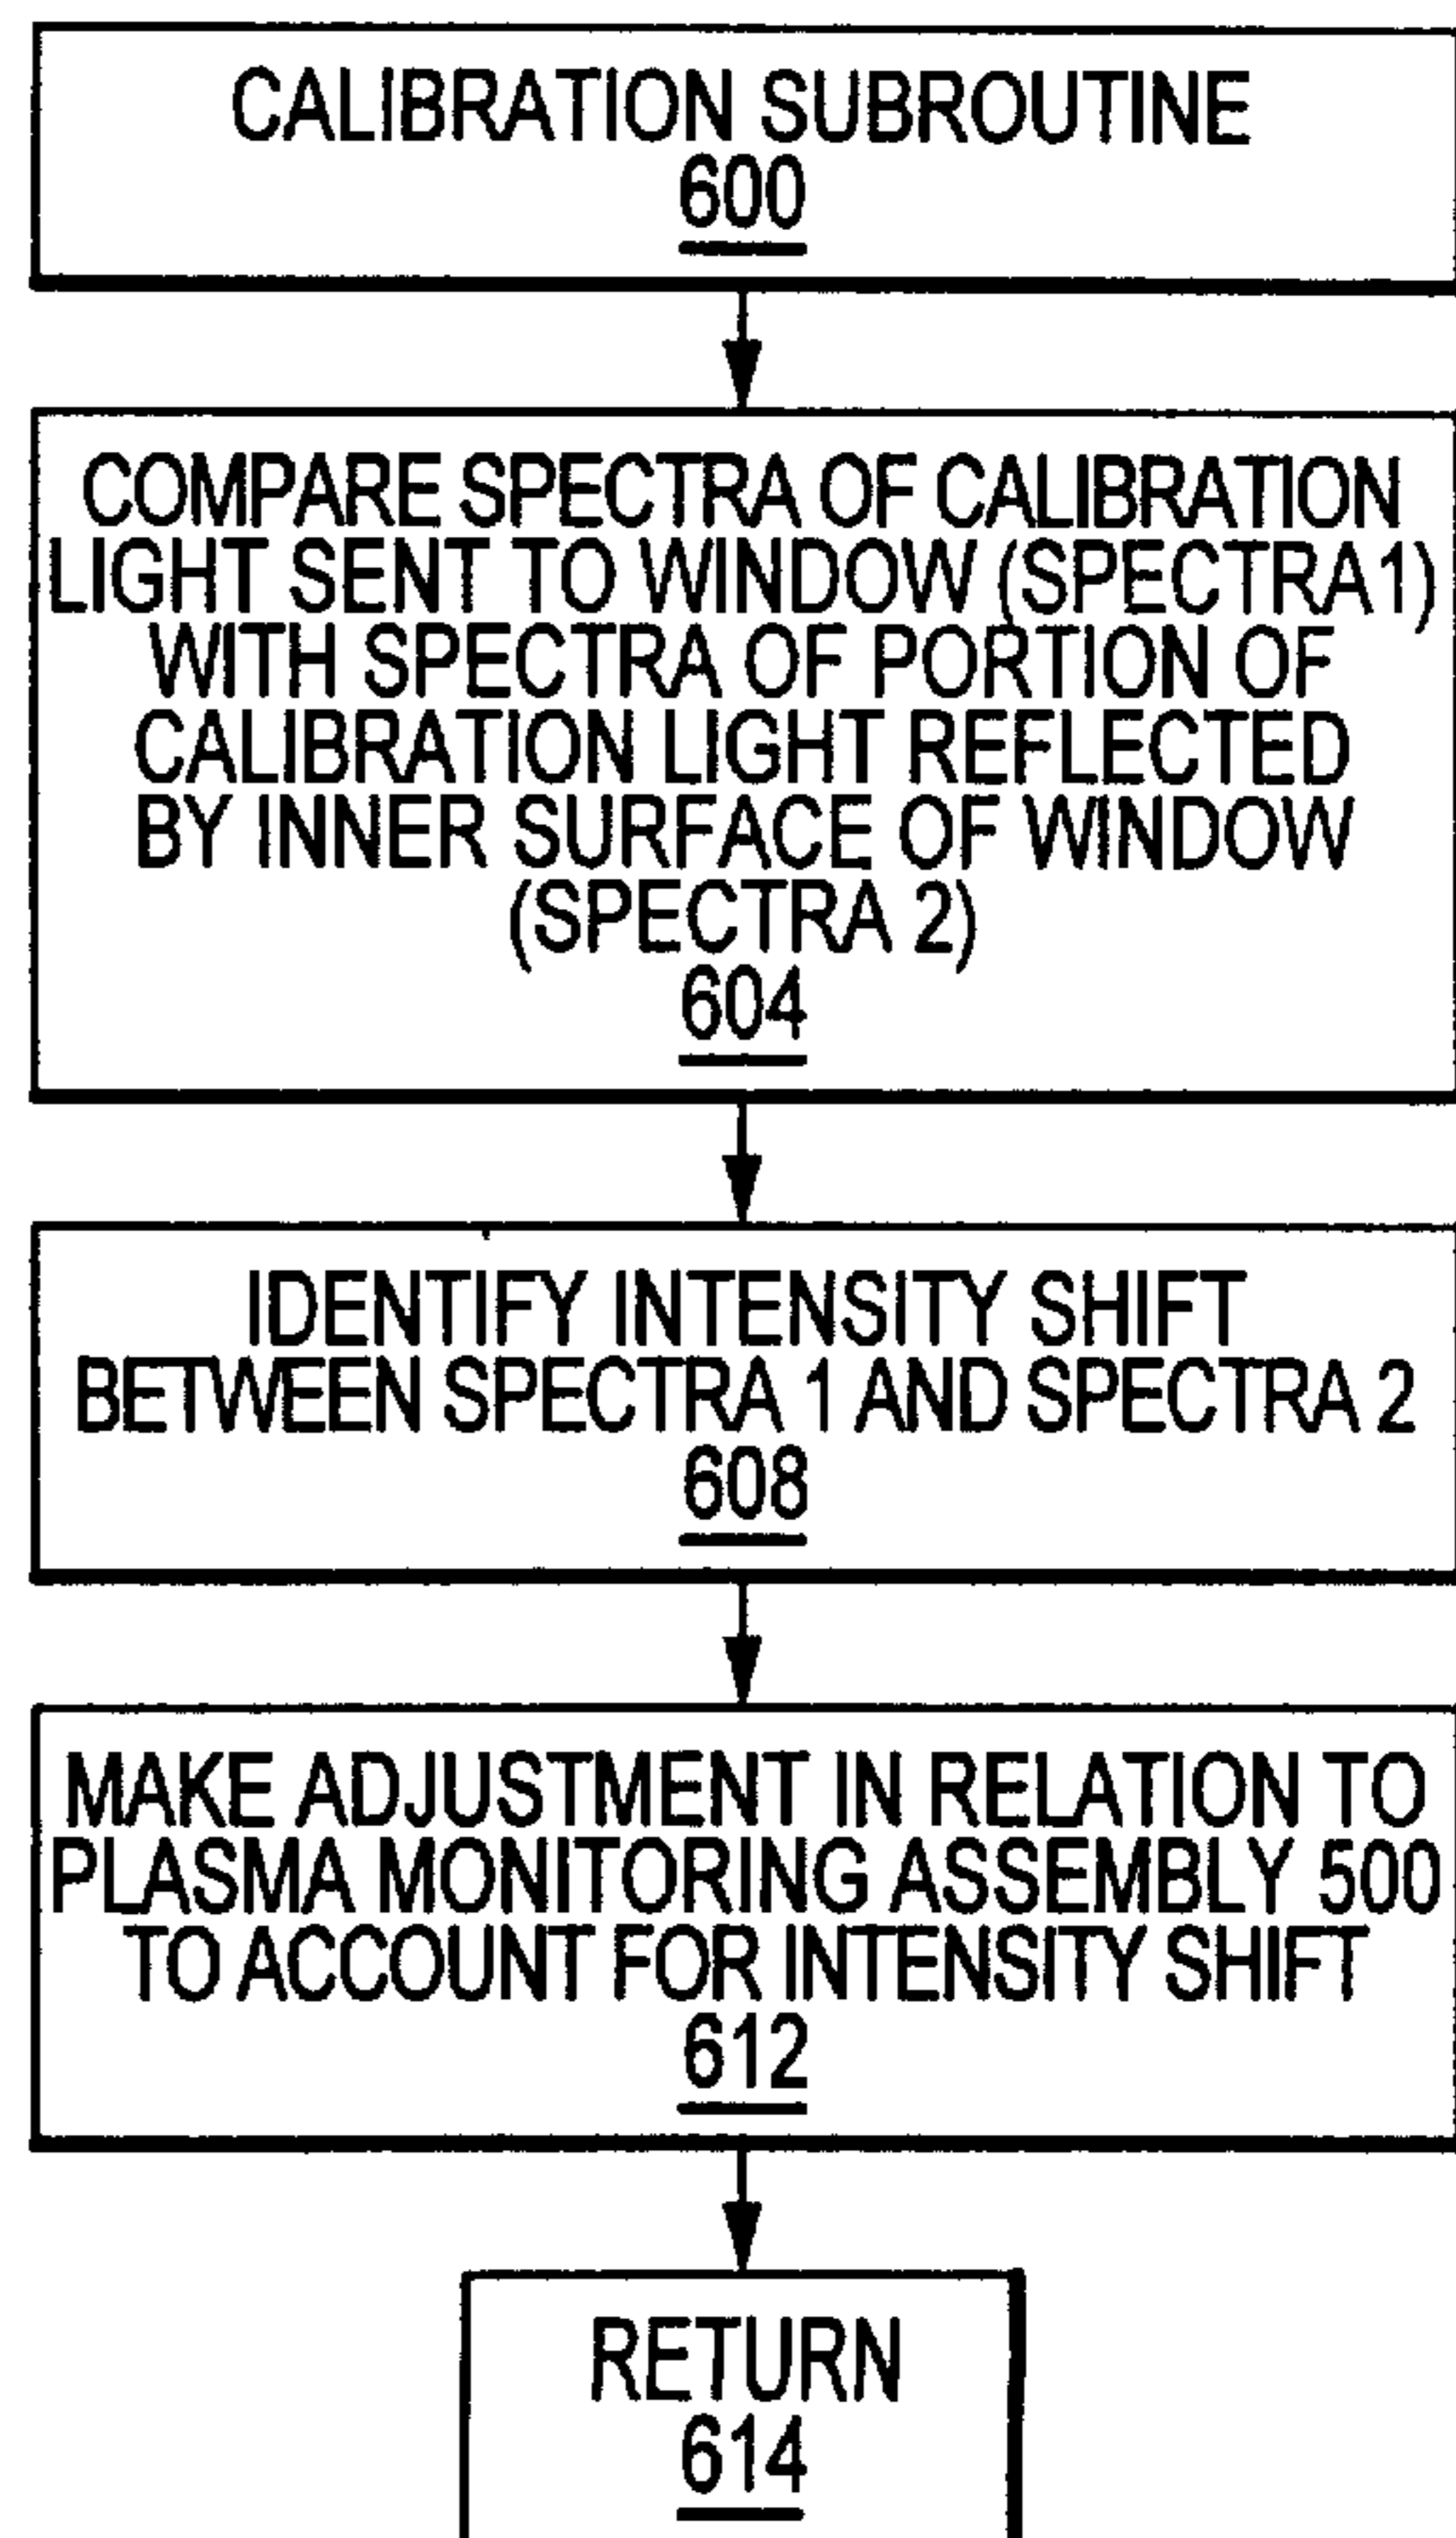 CALIBRATION SUBROUTINE
600
COMPARE SPECTRA OF CALIBRATION
LIGHT SENT TO WINDOW (SPECTRA1)
WITH SPECTRA OF PORTION OF
CALIBRATION LIGHT REFLECTED
BY INNER SURFACE OF WINDOW
(SPECTRA 2)
604
IDENTIFY INTENSITY SHIFT
BETWEEN SPECTRA 1 AND SPECTRA 2
608
MAKE ADJUSTMENT IN RELATION TO
PLASMA MONITORING ASSEMBLY 500
TO ACCOUNT FOR INTENSITY SHIFT
612
RETURN
614